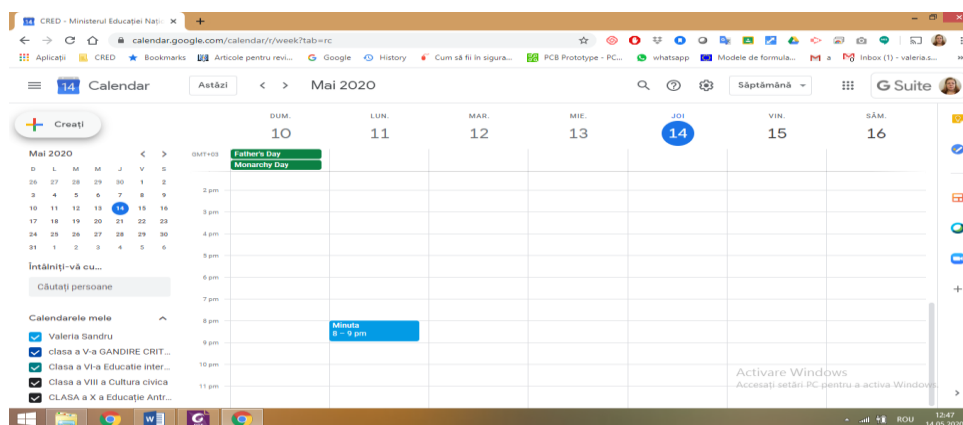 CRED - Ministerul Educației Națio
calendar.google.com/calendar/r/week?tab=rc
Aplicații CRED Bookmarks Articole pentru revi... Google History Cum să fii în sigura... PCB Prototype - PC... whatsapp Modele de formula... a Inbox (1) - valeria.s...
14 Calendar Astăzi Mai 2020 Săptămână G Suite
Creați
DUM. LUN. MAR. MIE. JOI VIN. SÂM.
10 11 12 13 14 15 16
Mai 2020
D L M M J V S
26 27 28 29 30 1 2
3 4 5 6 7 8 9
10 11 12 13 14 15 16
17 18 19 20 21 22 23
24 25 26 27 28 29 30
31 1 2 3 4 5 6
GMT+03 Father's Day
Monarchy Day
2 pm
3 pm
4 pm
5 pm
6 pm
7 pm
8 pm
9 pm
10 pm
11 pm
Minuta
8 – 9 pm
Întâlniți-vă cu...
Căutați persoane
Calendarele mele
Valeria Sandru
clasa a V-a GANDIRE CRIT...
Clasa a VI-a Educatie inter...
Clasa a VIII a Cultura civica
CLASA a X a Educație Antr...
Activare Windows
Accesați setări PC pentru a activa Windows.
ROU 12:47
14.05.2020